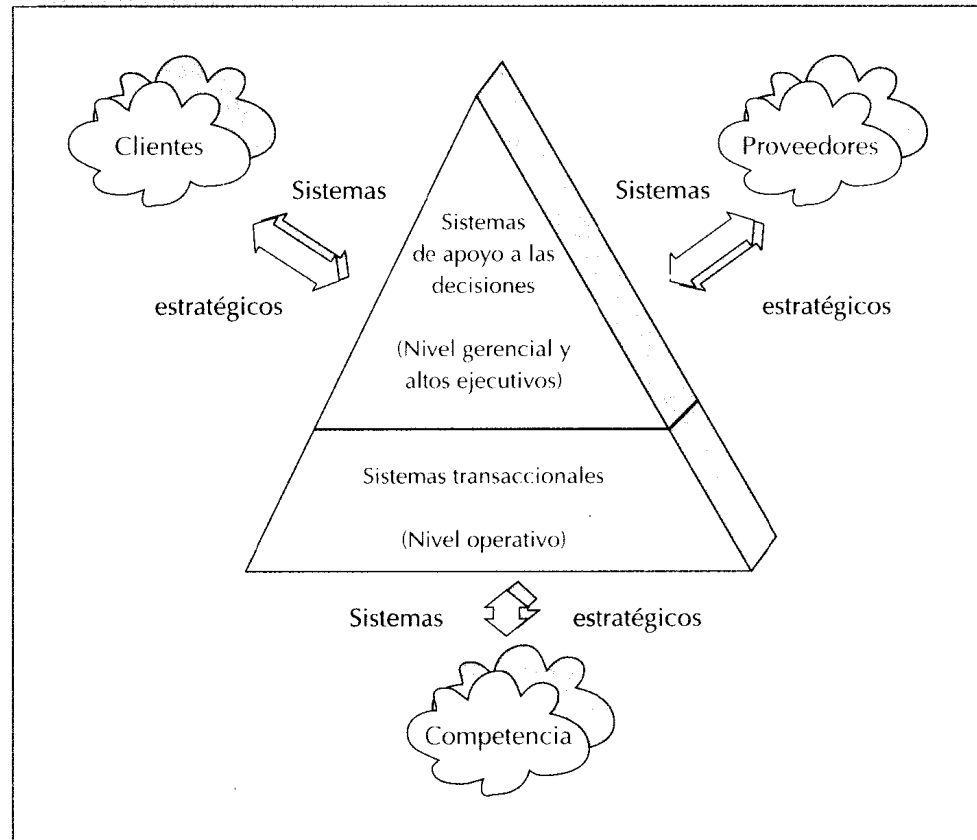 Clientes
Proveedores
Sistemas
estratégicos
Sistemas
estratégicos
Sistemas
de apoyo a las
decisiones
(Nivel gerencial y
altos ejecutivos)
Sistemas transaccionales
(Nivel operativo)
Sistemas estratégicos
Competencia